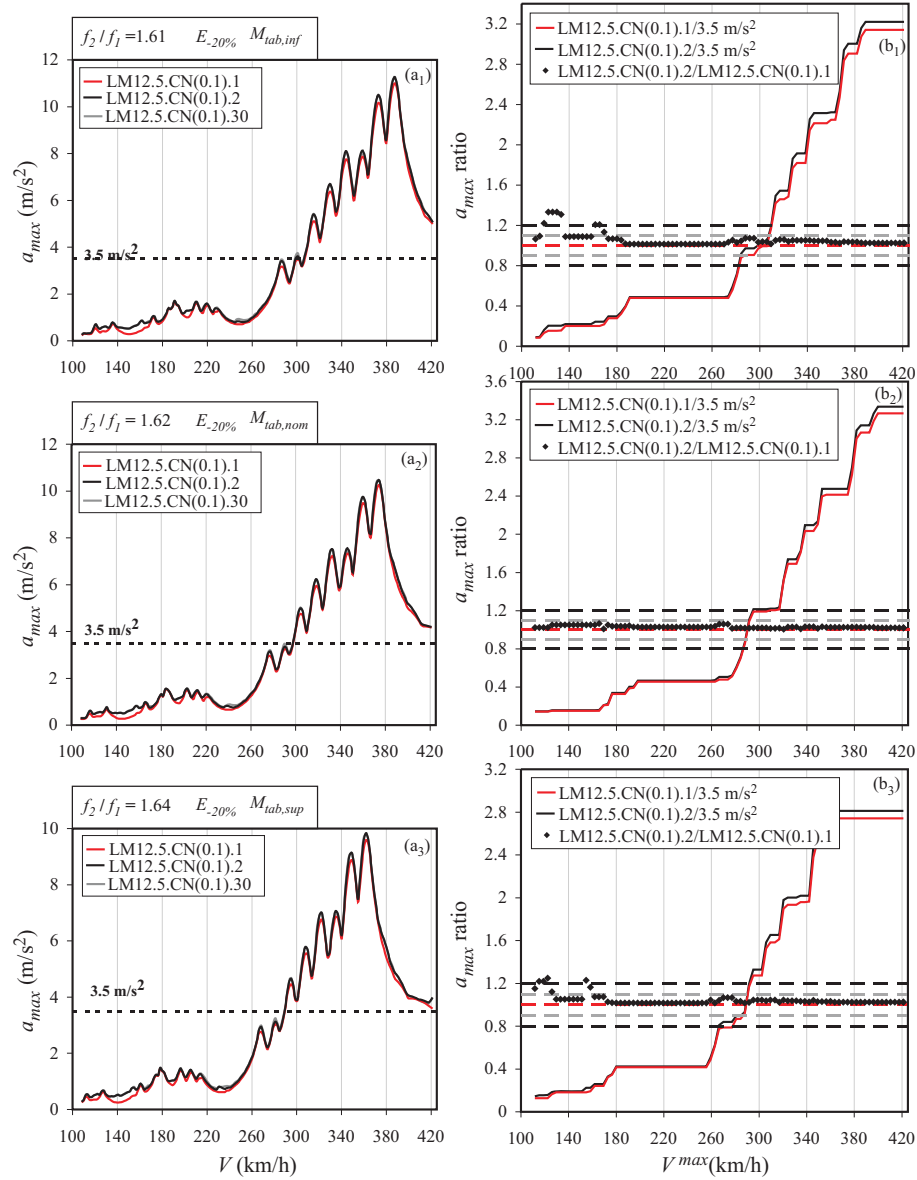 f₂ / f₁ = 1.61 E₋₂₀% M_tab,inf
a_max (m/s²)
12
10
8
6
4
2
0
(a₁)
LM12.5.CN(0.1).1
LM12.5.CN(0.1).2
LM12.5.CN(0.1).30
3.5 m/s²
100 140 180 220 260 300 340 380 420
a_max ratio
3.2
2.8
2.4
2
1.6
1.2
0.8
0.4
0
(b₁)
LM12.5.CN(0.1).1/3.5 m/s²
LM12.5.CN(0.1).2/3.5 m/s²
LM12.5.CN(0.1).2/LM12.5.CN(0.1).1
100 140 180 220 260 300 340 380 420
f₂ / f₁ = 1.62 E₋₂₀% M_tab,nom
a_max (m/s²)
12
10
8
6
4
2
0
(a₂)
LM12.5.CN(0.1).1
LM12.5.CN(0.1).2
LM12.5.CN(0.1).30
3.5 m/s²
100 140 180 220 260 300 340 380 420
a_max ratio
3.6
3.2
2.8
2.4
2
1.6
1.2
0.8
0.4
0
(b₂)
LM12.5.CN(0.1).1/3.5 m/s²
LM12.5.CN(0.1).2/3.5 m/s²
LM12.5.CN(0.1).2/LM12.5.CN(0.1).1
100 140 180 220 260 300 340 380 420
f₂ / f₁ = 1.64 E₋₂₀% M_tab,sup
a_max (m/s²)
10
8
6
4
2
0
(a₃)
LM12.5.CN(0.1).1
LM12.5.CN(0.1).2
LM12.5.CN(0.1).30
3.5 m/s²
100 140 180 220 260 300 340 380 420
V (km/h)
a_max ratio
3.2
2.8
2.4
2
1.6
1.2
0.8
0.4
0
(b₃)
LM12.5.CN(0.1).1/3.5 m/s²
LM12.5.CN(0.1).2/3.5 m/s²
LM12.5.CN(0.1).2/LM12.5.CN(0.1).1
100 140 180 220 260 300 340 380 420
V^max(km/h)